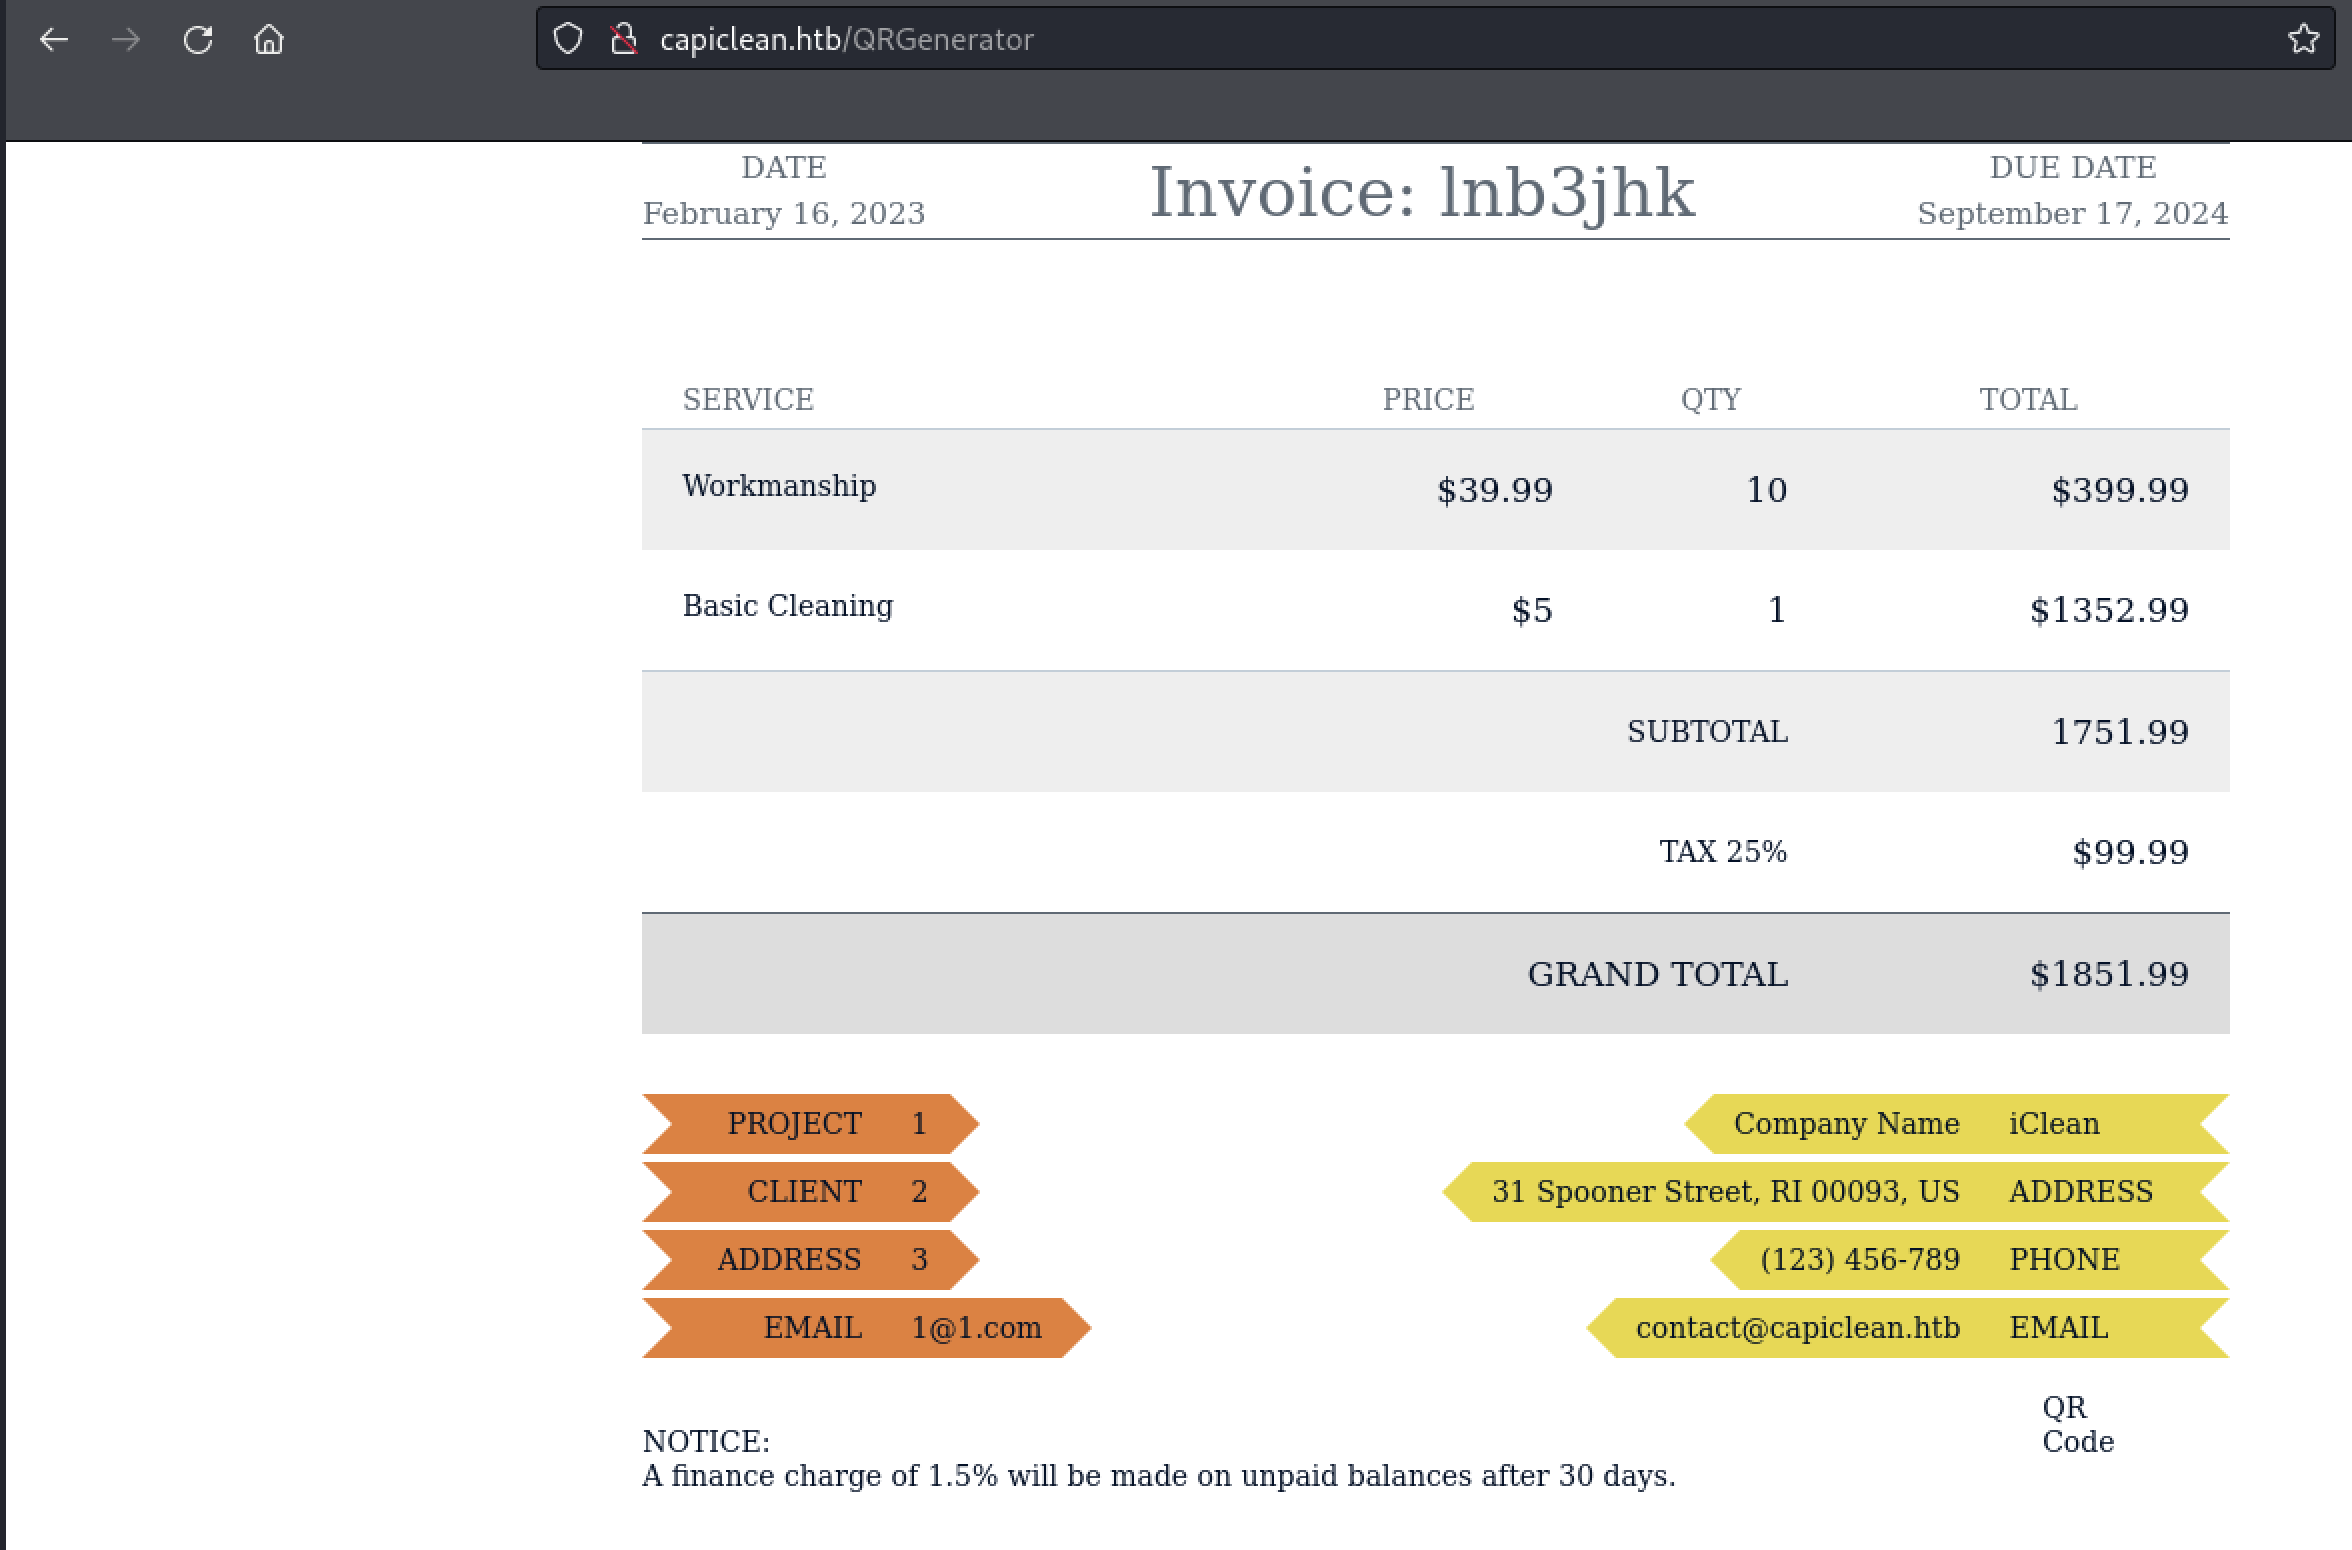 capiclean.htb/QRGenerator
DATE
February 16, 2023
Invoice: lnb3jhk
DUE DATE
September 17, 2024
SERVICE PRICE QTY TOTAL
Workmanship $39.99 10 $399.99
Basic Cleaning $5 1 $1352.99
SUBTOTAL 1751.99
TAX 25% $99.99
GRAND TOTAL $1851.99
PROJECT 1
CLIENT 2
ADDRESS 3
EMAIL 1@1.com
Company Name iClean
31 Spooner Street, RI 00093, US ADDRESS
(123) 456-789 PHONE
contact@capiclean.htb EMAIL
QR
Code
NOTICE:
A finance charge of 1.5% will be made on unpaid balances after 30 days.